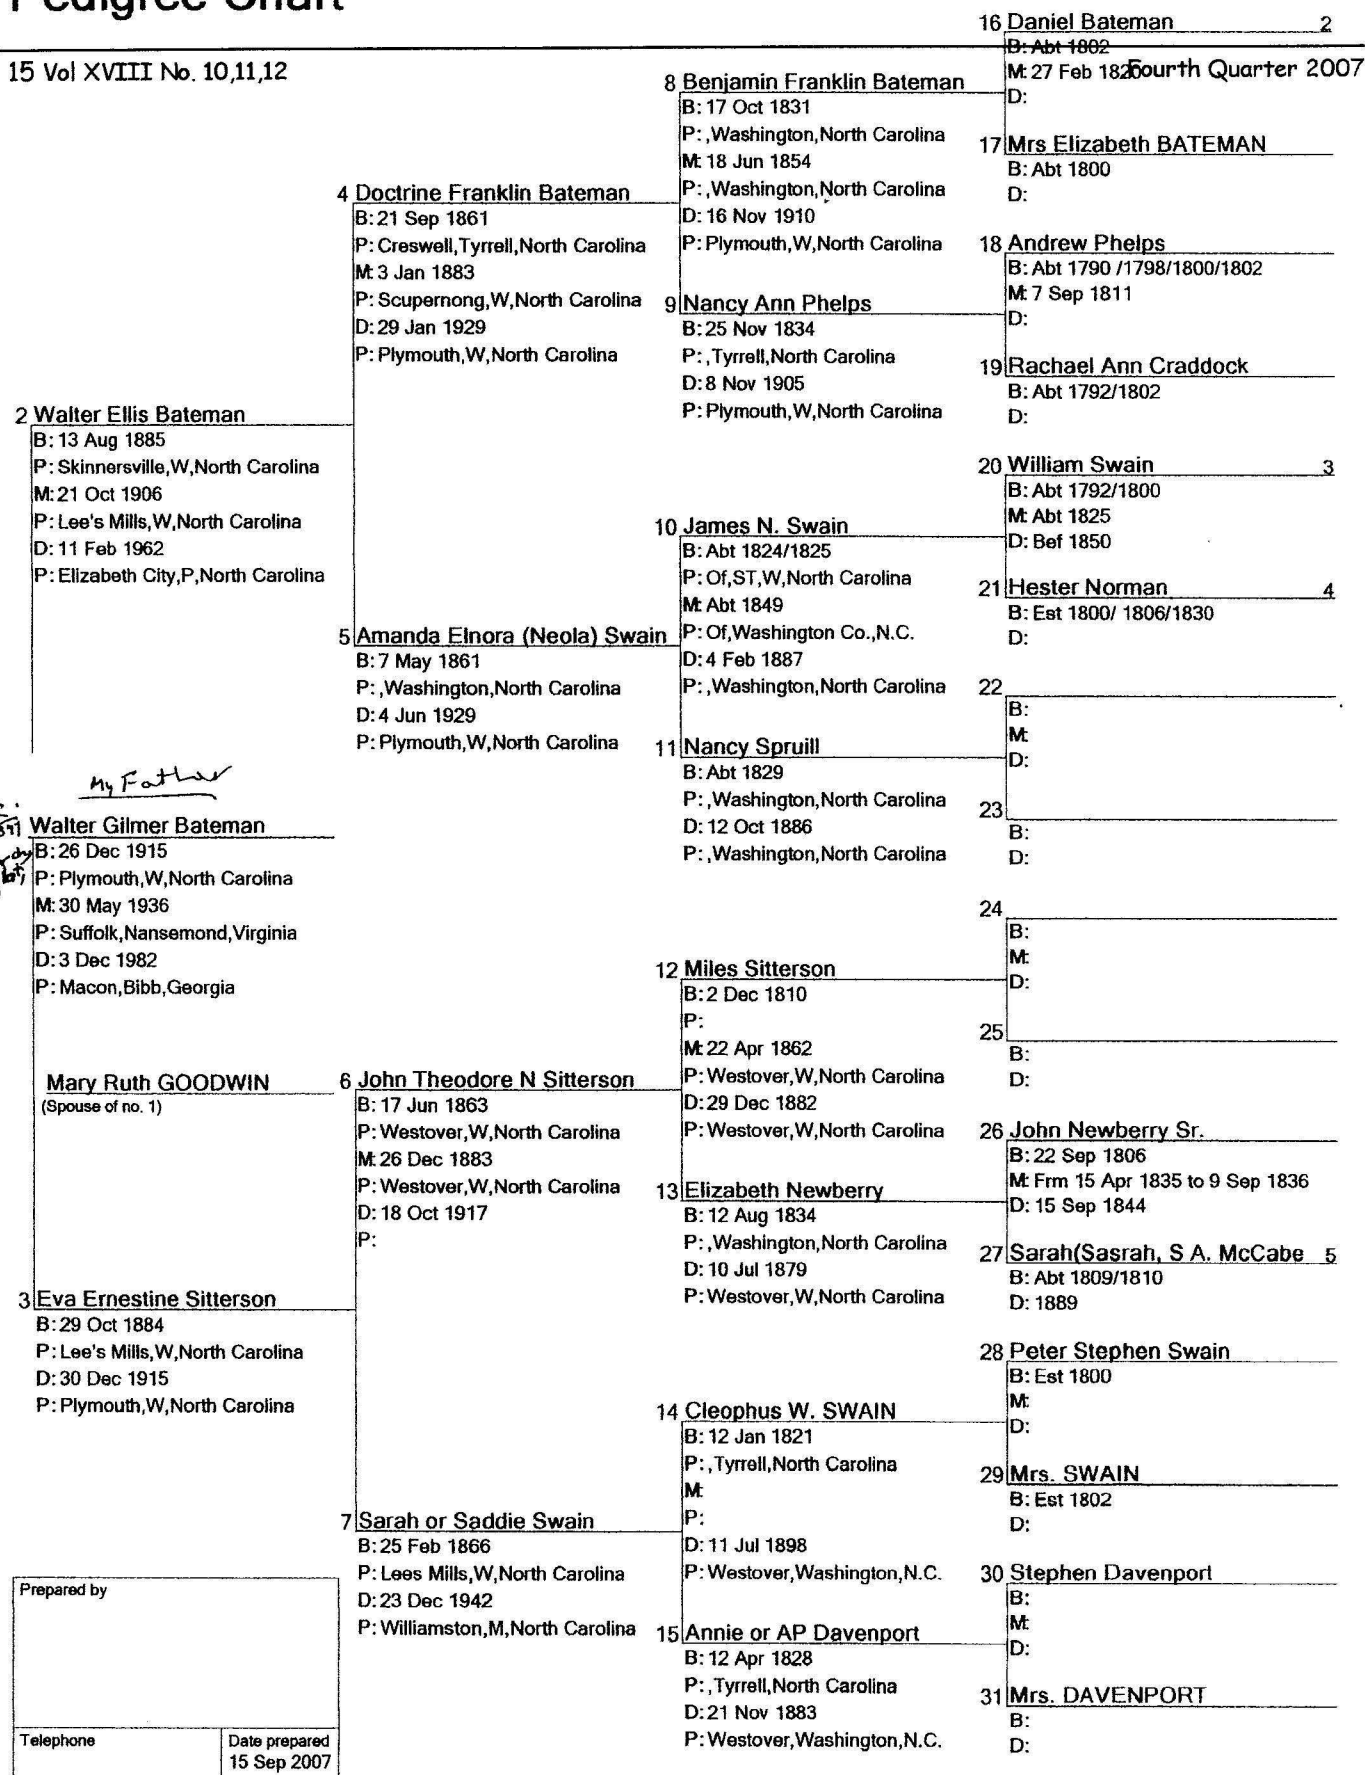 Pedigree Chart
15 Vol XVIII No. 10,11,12
Fourth Quarter 2007
My Father
Walter Gilmer Bateman
B: 26 Dec 1915
P: Plymouth,W,North Carolina
M: 30 May 1936
P: Suffolk,Nansemond,Virginia
D: 3 Dec 1982
P: Macon,Bibb,Georgia
Mary Ruth GOODWIN
(Spouse of no. 1)
2 Walter Ellis Bateman
B: 13 Aug 1885
P: Skinnersville,W,North Carolina
M: 21 Oct 1906
P: Lee's Mills,W,North Carolina
D: 11 Feb 1962
P: Elizabeth City,P,North Carolina
3 Eva Ernestine Sitterson
B: 29 Oct 1884
P: Lee's Mills,W,North Carolina
D: 30 Dec 1915
P: Plymouth,W,North Carolina
4 Doctrine Franklin Bateman
B: 21 Sep 1861
P: Creswell,Tyrrell,North Carolina
M: 3 Jan 1883
P: Scupernong,W,North Carolina
D: 29 Jan 1929
P: Plymouth,W,North Carolina
5 Amanda Elnora (Neola) Swain
B: 7 May 1861
P: ,Washington,North Carolina
D: 4 Jun 1929
P: Plymouth,W,North Carolina
6 John Theodore N Sitterson
B: 17 Jun 1863
P: Westover,W,North Carolina
M: 26 Dec 1883
P: Westover,W,North Carolina
D: 18 Oct 1917
P:
7 Sarah or Saddie Swain
B: 25 Feb 1866
P: Lees Mills,W,North Carolina
D: 23 Dec 1942
P: Williamston,M,North Carolina
8 Benjamin Franklin Bateman
B: 17 Oct 1831
P: ,Washington,North Carolina
M: 18 Jun 1854
P: ,Washington,North Carolina
D: 16 Nov 1910
P: Plymouth,W,North Carolina
9 Nancy Ann Phelps
B: 25 Nov 1834
P: ,Tyrrell,North Carolina
D: 8 Nov 1905
P: Plymouth,W,North Carolina
10 James N. Swain
B: Abt 1824/1825
P: Of,ST,W,North Carolina
M: Abt 1849
P: Of,Washington Co.,N.C.
D: 4 Feb 1887
P: ,Washington,North Carolina
11 Nancy Spruill
B: Abt 1829
P: ,Washington,North Carolina
D: 12 Oct 1886
P: ,Washington,North Carolina
12 Miles Sitterson
B: 2 Dec 1810
P:
M: 22 Apr 1862
P: Westover,W,North Carolina
D: 29 Dec 1882
P: Westover,W,North Carolina
13 Elizabeth Newberry
B: 12 Aug 1834
P: ,Washington,North Carolina
D: 10 Jul 1879
P: Westover,W,North Carolina
14 Cleophus W. SWAIN
B: 12 Jan 1821
P: ,Tyrrell,North Carolina
M:
P:
D: 11 Jul 1898
P: Westover,Washington,N.C.
15 Annie or AP Davenport
B: 12 Apr 1828
P: ,Tyrrell,North Carolina
D: 21 Nov 1883
P: Westover,Washington,N.C.
16 Daniel Bateman 2
B: Abt 1802
M: 27 Feb
D:
17 Mrs Elizabeth BATEMAN
B: Abt 1800
D:
18 Andrew Phelps
B: Abt 1790 /1798/1800/1802
M: 7 Sep 1811
D:
19 Rachael Ann Craddock
B: Abt 1792/1802
D:
20 William Swain 3
B: Abt 1792/1800
M: Abt 1825
D: Bef 1850
21 Hester Norman 4
B: Est 1800/ 1806/1830
D:
22
B:
M:
D:
23
B:
D:
24
B:
M:
D:
25
B:
D:
26 John Newberry Sr.
B: 22 Sep 1806
M: Frm 15 Apr 1835 to 9 Sep 1836
D: 15 Sep 1844
27 Sarah(Sasrah, S A. McCabe 5
B: Abt 1809/1810
D: 1889
28 Peter Stephen Swain
B: Est 1800
M:
D:
29 Mrs. SWAIN
B: Est 1802
D:
30 Stephen Davenport
B:
M:
D:
31 Mrs. DAVENPORT
B:
D:
Prepared by
Telephone
Date prepared
15 Sep 2007